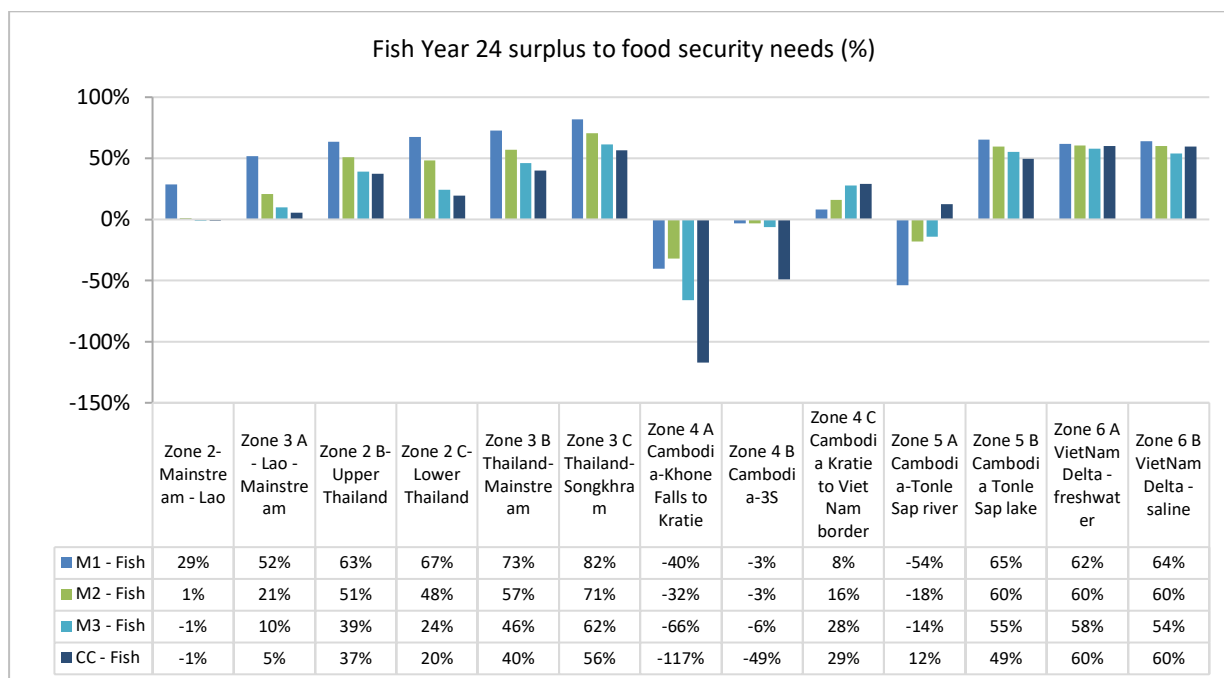 Fish Year 24 surplus to food security needs (%)
100%
50%
0%
-50%
-100%
-150%
Zone 2-
Mainstre
am - Lao
Zone 3 A
- Lao -
Mainstre
am
Zone 2 B-
Upper
Thailand
Zone 2 C-
Lower
Thailand
Zone 3 B
Thailand-
Mainstre
am
Zone 3 C
Thailand-
Songkhra
m
Zone 4 A
Cambodi
a-Khone
Falls to
Kratie
Zone 4 B
Cambodi
a-3S
Zone 4 C
Cambodi
a Kratie
to Viet
Nam
border
Zone 5 A
Cambodi
a-Tonle
Sap river
Zone 5 B
Cambodi
a Tonle
Sap lake
Zone 6 A
VietNam
Delta -
freshwat
er
Zone 6 B
VietNam
Delta -
saline
M1 - Fish 29% 52% 63% 67% 73% 82% -40% -3% 8% -54% 65% 62% 64%
M2 - Fish 1% 21% 51% 48% 57% 71% -32% -3% 16% -18% 60% 60% 60%
M3 - Fish -1% 10% 39% 24% 46% 62% -66% -6% 28% -14% 55% 58% 54%
CC - Fish -1% 5% 37% 20% 40% 56% -117% -49% 29% 12% 49% 60% 60%